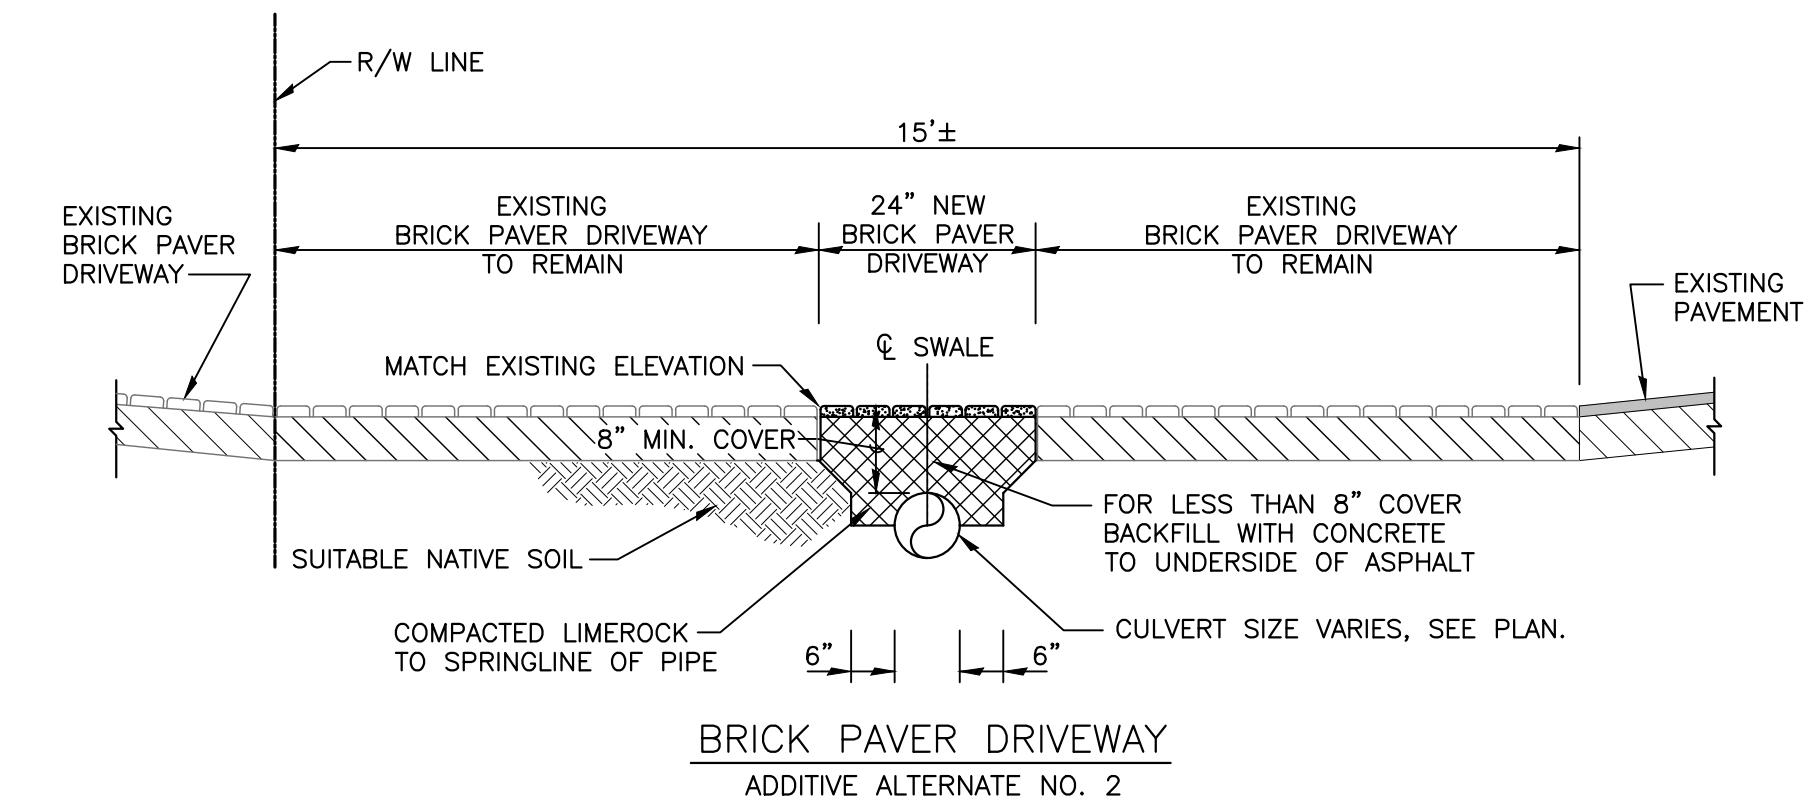 R/W LINE
15'±
EXISTING
BRICK PAVER
DRIVEWAY
EXISTING
BRICK PAVER DRIVEWAY
TO REMAIN
24" NEW
BRICK PAVER
DRIVEWAY
EXISTING
BRICK PAVER DRIVEWAY
TO REMAIN
EXISTING
PAVEMENT
℄ SWALE
MATCH EXISTING ELEVATION
8" MIN. COVER
FOR LESS THAN 8" COVER
BACKFILL WITH CONCRETE
TO UNDERSIDE OF ASPHALT
SUITABLE NATIVE SOIL
COMPACTED LIMEROCK
TO SPRINGLINE OF PIPE
6"
6"
CULVERT SIZE VARIES, SEE PLAN.
BRICK PAVER DRIVEWAY
ADDITIVE ALTERNATE NO. 2